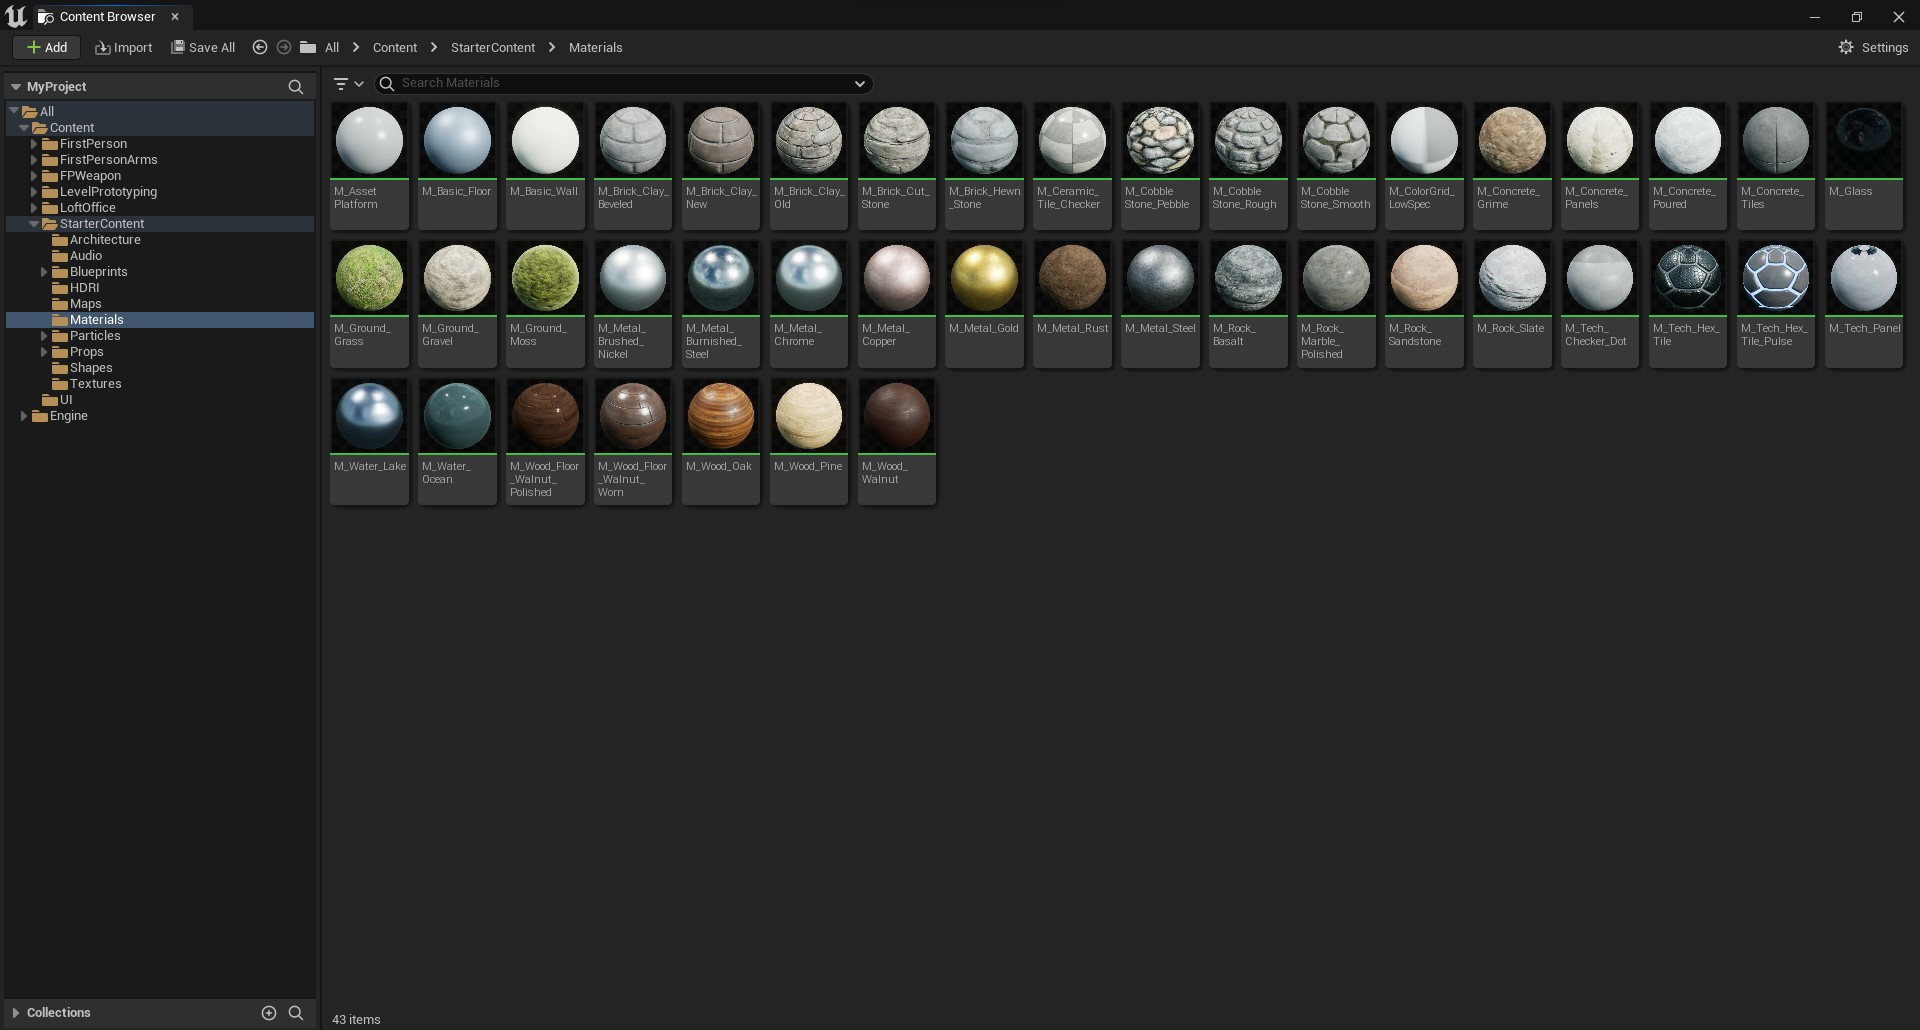 Content Browser
Add
Import
Save All
All
Content
StarterContent
Materials
Settings
MyProject
All
Content
FirstPerson
FirstPersonArms
FPWeapon
LevelPrototyping
LoftOffice
StarterContent
Architecture
Audio
Blueprints
HDRI
Maps
Materials
Particles
Props
Shapes
Textures
UI
Engine
Collections
Search Materials
M_Asset
Platform
M_Basic_Floor
M_Basic_Wall
M_Brick_Clay_
Beveled
M_Brick_Clay_
New
M_Brick_Clay_
Old
M_Brick_Cut_
Stone
M_Brick_Hewn
_Stone
M_Ceramic_
Tile_Checker
M_Cobble
Stone_Pebble
M_Cobble
Stone_Rough
M_Cobble
Stone_Smooth
M_ColorGrid_
LowSpec
M_Concrete_
Grime
M_Concrete_
Panels
M_Concrete_
Poured
M_Concrete_
Tiles
M_Glass
M_Ground_
Grass
M_Ground_
Gravel
M_Ground_
Moss
M_Metal_
Brushed_
Nickel
M_Metal_
Burnished_
Steel
M_Metal_
Chrome
M_Metal_
Copper
M_Metal_Gold
M_Metal_Rust
M_Metal_Steel
M_Rock_
Basalt
M_Rock_
Marble_
Polished
M_Rock_
Sandstone
M_Rock_Slate
M_Tech_
Checker_Dot
M_Tech_Hex_
Tile
M_Tech_Hex_
Tile_Pulse
M_Tech_Panel
M_Water_Lake
M_Water_
Ocean
M_Wood_Floor
_Walnut_
Polished
M_Wood_Floor
_Walnut_
Worn
M_Wood_Oak
M_Wood_Pine
M_Wood_
Walnut
43 items